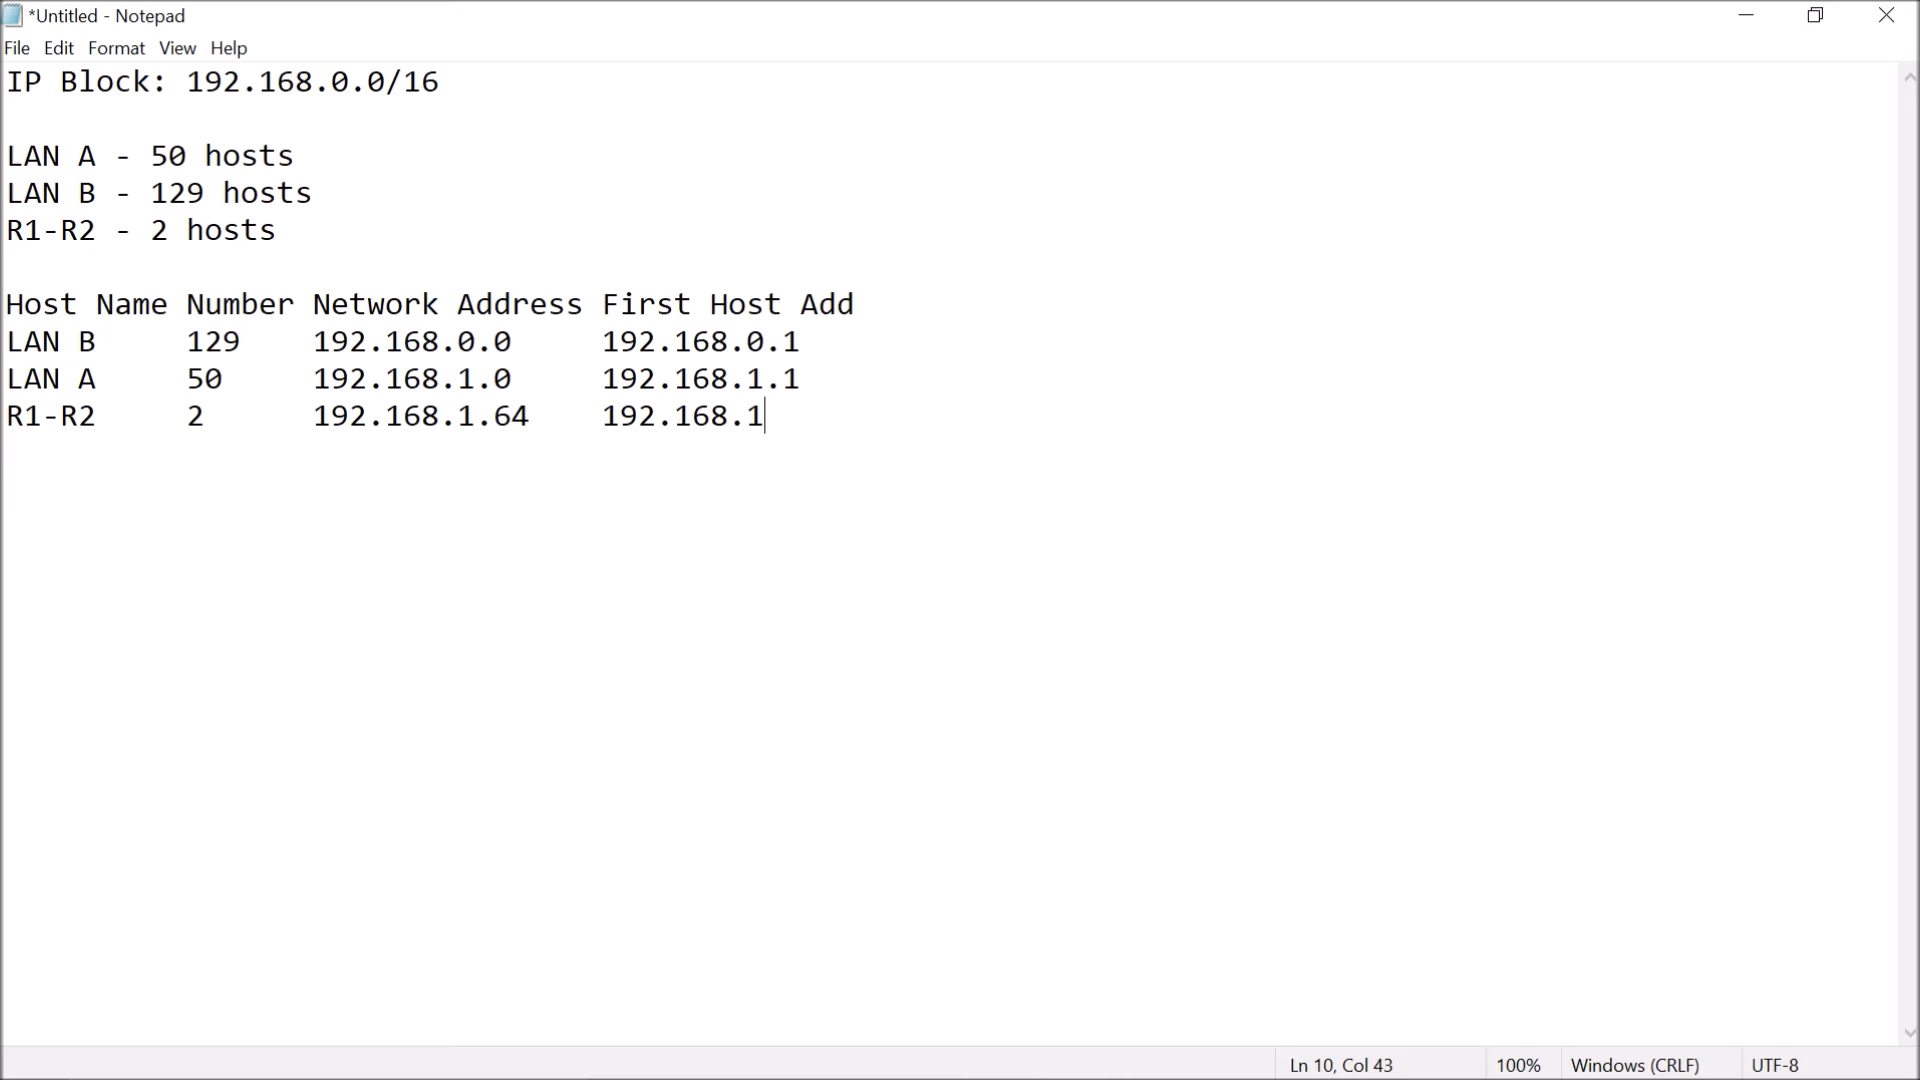 *Untitled - Notepad
File Edit Format View Help
IP Block: 192.168.0.0/16
LAN A - 50 hosts
LAN B - 129 hosts
R1-R2 - 2 hosts
Host Name Number Network Address First Host Add
LAN B 129 192.168.0.0 192.168.0.1
LAN A 50 192.168.1.0 192.168.1.1
R1-R2 2 192.168.1.64 192.168.1
Ln 10, Col 43 100% Windows (CRLF) UTF-8